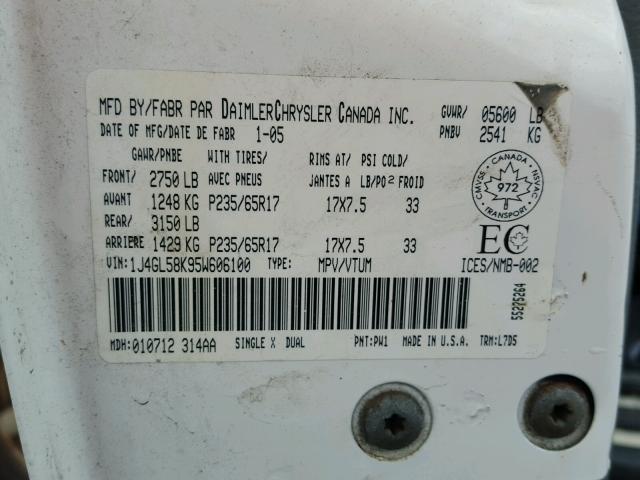 MFD BY/FABR PAR DAIMLERCHRYSLER CANADA INC. GVWR/ 05600 LB
DATE OF MFG/DATE DE FABR 1-05 PNBV 2541 KG
GAWR/PNBE WITH TIRES/ RIMS AT/ PSI COLD/
FRONT/ 2750 LB AVEC PNEUS JANTES A LB/PO2 FROID
AVANT 1248 KG P235/65R17 17X7.5 33
REAR/ 3150 LB
ARRIERE 1429 KG P235/65R17 17X7.5 33
CANADA
CMVSS NSVAC
972
TRANSPORT
EC
VIN:1J4GL58K95W606100 TYPE: MPV/VTUM ICES/NMB-002
55275264
MDH:010712 314AA SINGLE X DUAL PNT:PW1 MADE IN U.S.A. TRM:L7D5